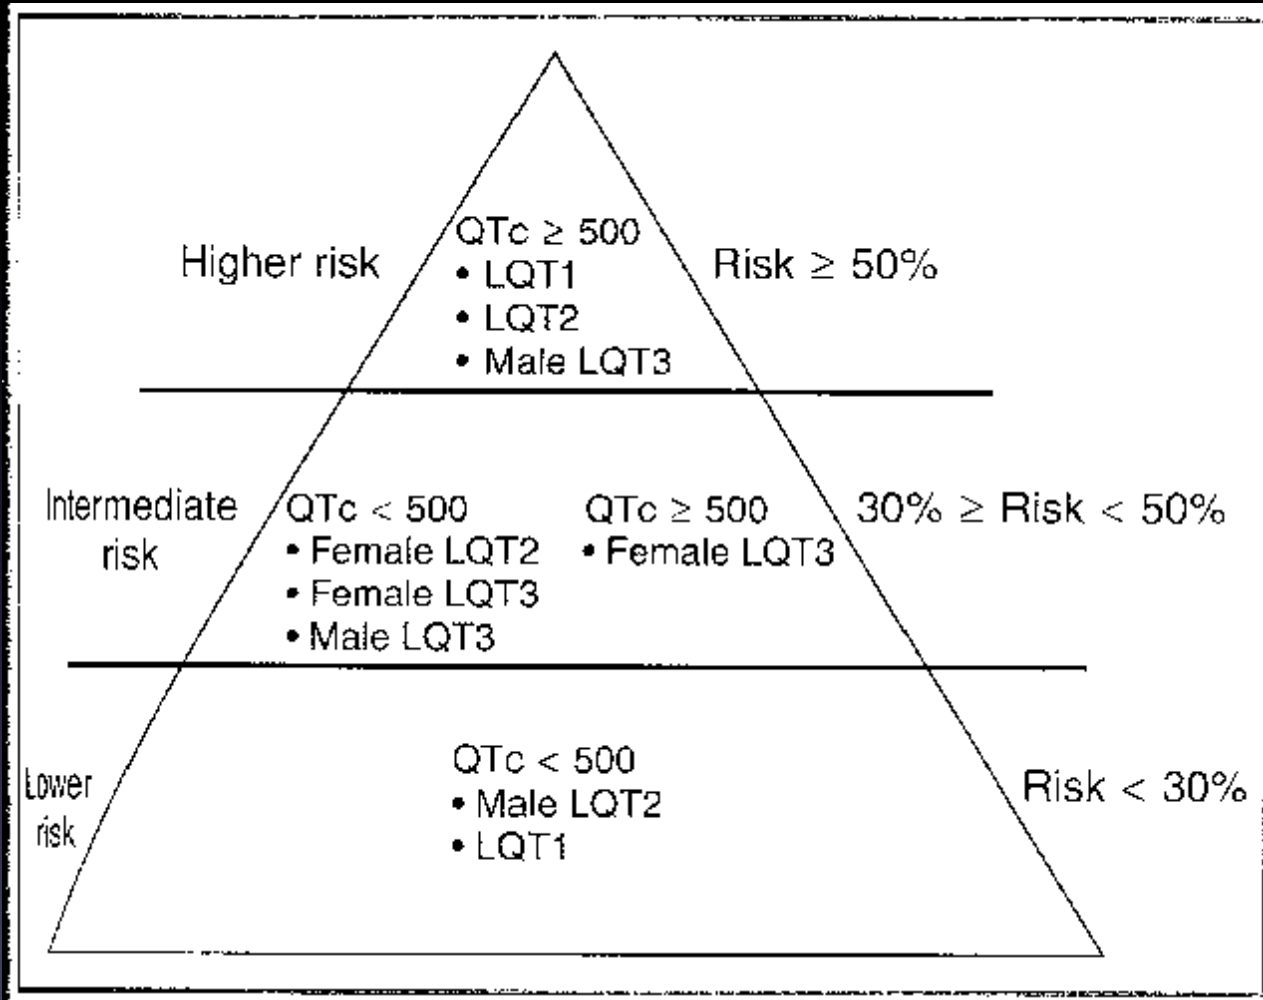 Higher risk
QTc ≥ 500
• LQT1
• LQT2
• Male LQT3
Risk ≥ 50%
Intermediate
risk
QTc < 500
• Female LQT2
• Female LQT3
• Male LQT3
QTc ≥ 500
• Female LQT3
30% ≥ Risk < 50%
Lower
risk
QTc < 500
• Male LQT2
• LQT1
Risk < 30%